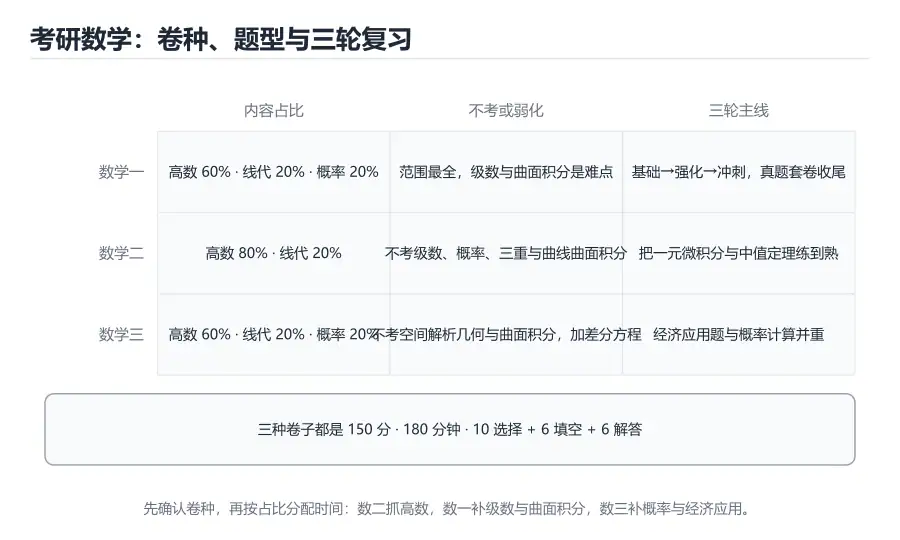 考研数学：卷种、题型与三轮复习
内容占比 不考或弱化 三轮主线
数学一 高数 60% · 线代 20% · 概率 20% 范围最全，级数与曲面积分是难点 基础→强化→冲刺，真题套卷收尾
数学二 高数 80% · 线代 20% 不考级数、概率、三重与曲线曲面积分 把一元微积分与中值定理练到熟
数学三 高数 60% · 线代 20% · 概率 20% 不考空间解析几何与曲面积分，加差分方程 经济应用题与概率计算并重
三种卷子都是 150 分 · 180 分钟 · 10 选择 + 6 填空 + 6 解答
先确认卷种，再按占比分配时间：数二抓高数，数一补级数与曲面积分，数三补概率与经济应用。